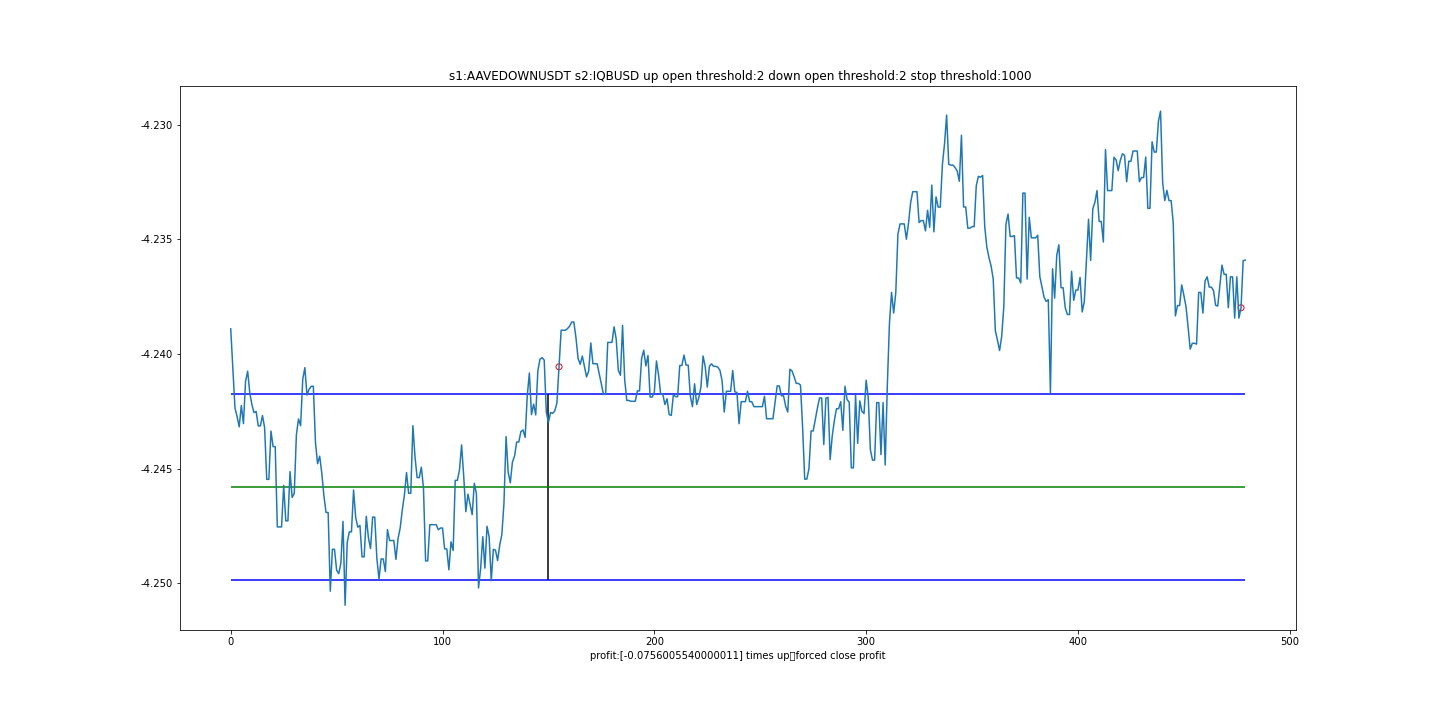 s1:AAVEDOWNUSDT s2:IQBUSD up open threshold:2 down open threshold:2 stop threshold:1000
-4.230
-4.235
-4.240
-4.245
-4.250
0 100 200 300 400 500
profit:[-0.0756005540000011] times up▯forced close profit